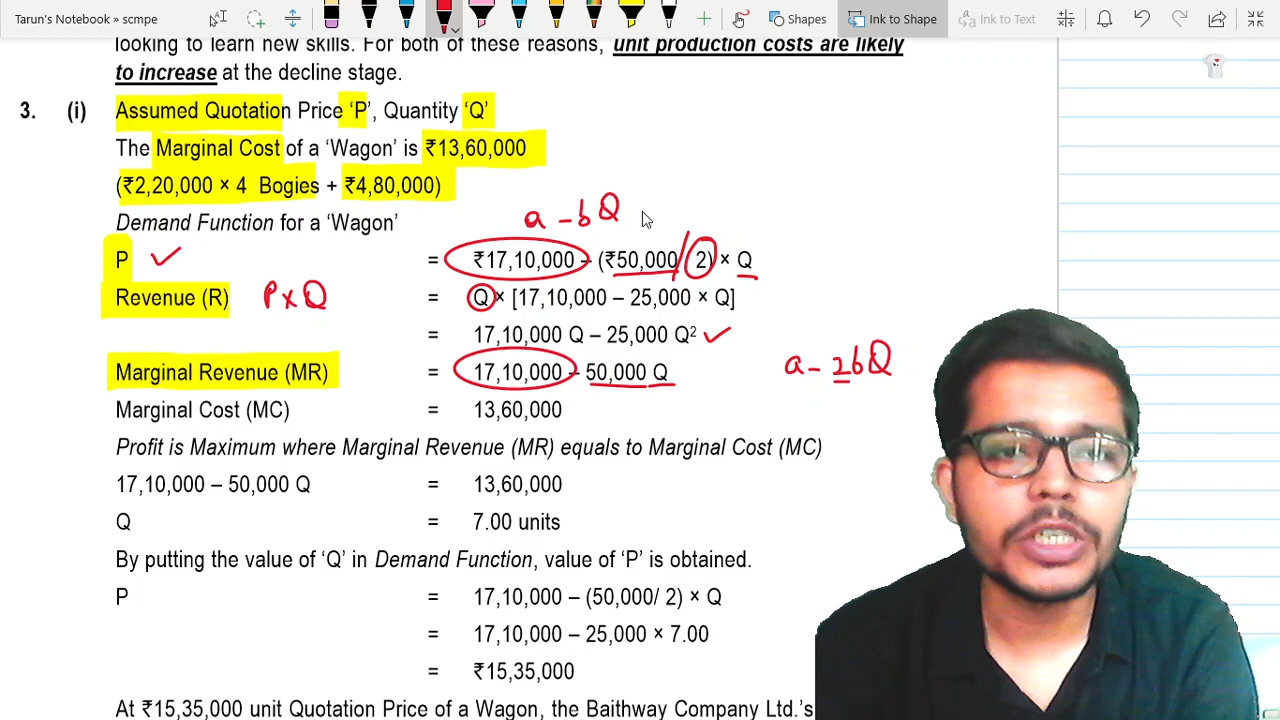 Tarun's Notebook » scmpe
Shapes
Ink to Shape
Ink to Text
looking to learn new skills. For both of these reasons, unit production costs are likely
to increase at the decline stage.
3. (i) Assumed Quotation Price ‘P’, Quantity ‘Q’
The Marginal Cost of a ‘Wagon’ is ₹13,60,000
(₹2,20,000 × 4 Bogies + ₹4,80,000)
Demand Function for a ‘Wagon’
a - bQ
P = ₹17,10,000 – (₹50,000/ 2) × Q
Revenue (R) P x Q = Q × [17,10,000 – 25,000 × Q]
= 17,10,000 Q – 25,000 Q²
Marginal Revenue (MR) = 17,10,000 – 50,000 Q
a - 2bQ
Marginal Cost (MC) = 13,60,000
Profit is Maximum where Marginal Revenue (MR) equals to Marginal Cost (MC)
17,10,000 – 50,000 Q = 13,60,000
Q = 7.00 units
By putting the value of ‘Q’ in Demand Function, value of ‘P’ is obtained.
P = 17,10,000 – (50,000/ 2) × Q
= 17,10,000 – 25,000 × 7.00
= ₹15,35,000
At ₹15,35,000 unit Quotation Price of a Wagon, the Baithway Company Ltd.’s